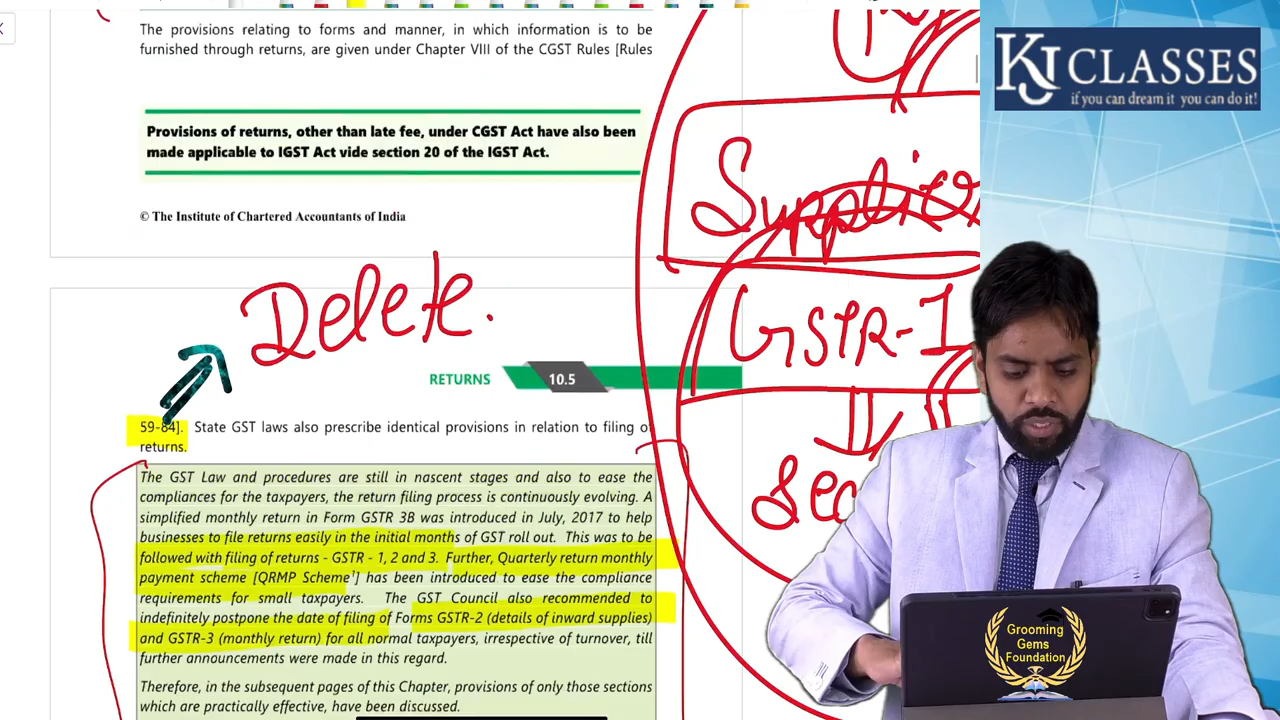 The provisions relating to forms and manner, in which information is to be
furnished through returns, are given under Chapter VIII of the CGST Rules [Rules
Provisions of returns, other than late fee, under CGST Act have also been
made applicable to IGST Act vide section 20 of the IGST Act.
© The Institute of Chartered Accountants of India
Delete.
RETURNS 10.5
59-84]. State GST laws also prescribe identical provisions in relation to filing of
returns.
The GST Law and procedures are still in nascent stages and also to ease the
compliances for the taxpayers, the return filing process is continuously evolving. A
simplified monthly return in Form GSTR 3B was introduced in July, 2017 to help
businesses to file returns easily in the initial months of GST roll out. This was to be
followed with filing of returns - GSTR - 1, 2 and 3. Further, Quarterly return monthly
payment scheme [QRMP Scheme¹] has been introduced to ease the compliance
requirements for small taxpayers. The GST Council also recommended to
indefinitely postpone the date of filing of Forms GSTR-2 (details of inward supplies)
and GSTR-3 (monthly return) for all normal taxpayers, irrespective of turnover, till
further announcements were made in this regard.
Therefore, in the subsequent pages of this Chapter, provisions of only those sections
which are practically effective, have been discussed.
GSTR-1
KJ CLASSES
if you can dream it you can do it!
Grooming
Gems
Foundation